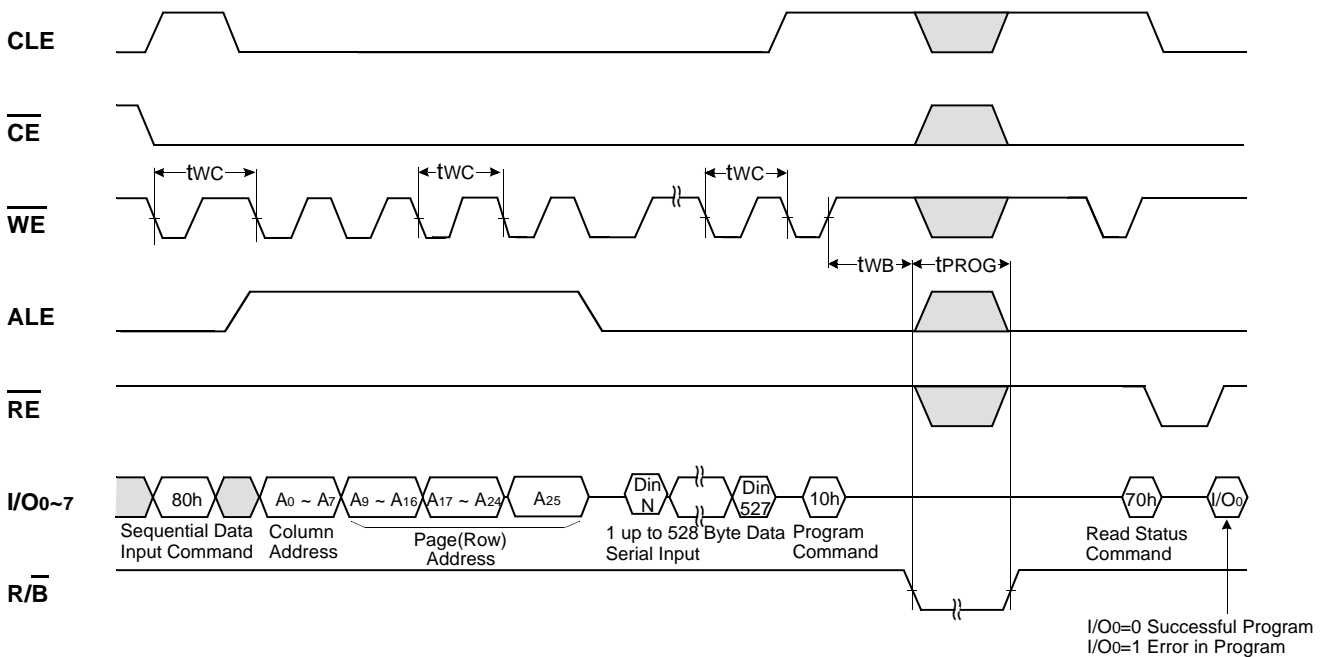 CLE
CE
tWC tWC tWC
WE
tWB tPROG
ALE
RE
I/O0~7 80h A0 ~ A7 A9 ~ A16 A17 ~ A24 A25 Din N Din 527 10h 70h I/O0
Sequential Data Input Command
Column Address
Page(Row) Address
1 up to 528 Byte Data Serial Input
Program Command
Read Status Command
R/B
I/O0=0 Successful Program
I/O0=1 Error in Program